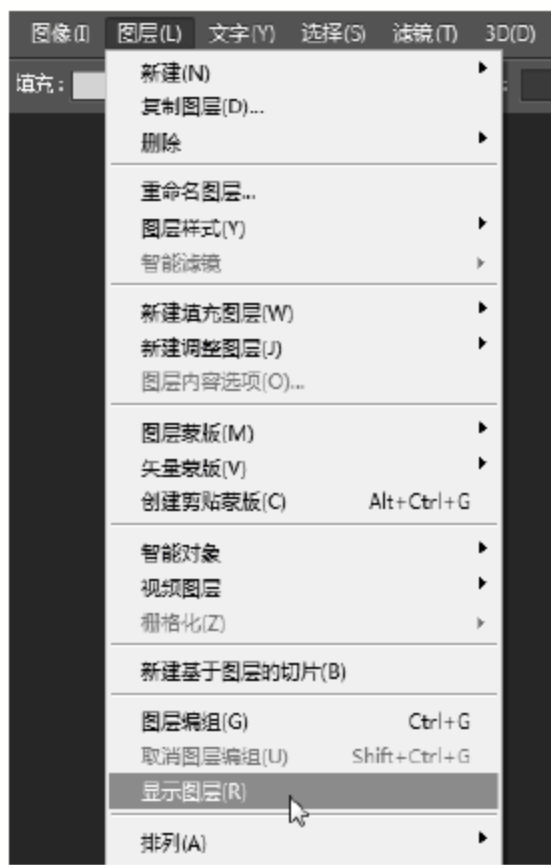 图像(I) 图层(L) 文字(Y) 选择(S) 滤镜(T) 3D(D)
填充：
新建(N)
复制图层(D)...
删除
重命名图层...
图层样式(Y)
智能滤镜
新建填充图层(W)
新建调整图层(J)
图层内容选项(O)...
图层蒙版(M)
矢量蒙版(V)
创建剪贴蒙版(C) Alt+Ctrl+G
智能对象
视频图层
栅格化(Z)
新建基于图层的切片(B)
图层编组(G) Ctrl+G
取消图层编组(U) Shift+Ctrl+G
显示图层(R)
排列(A)